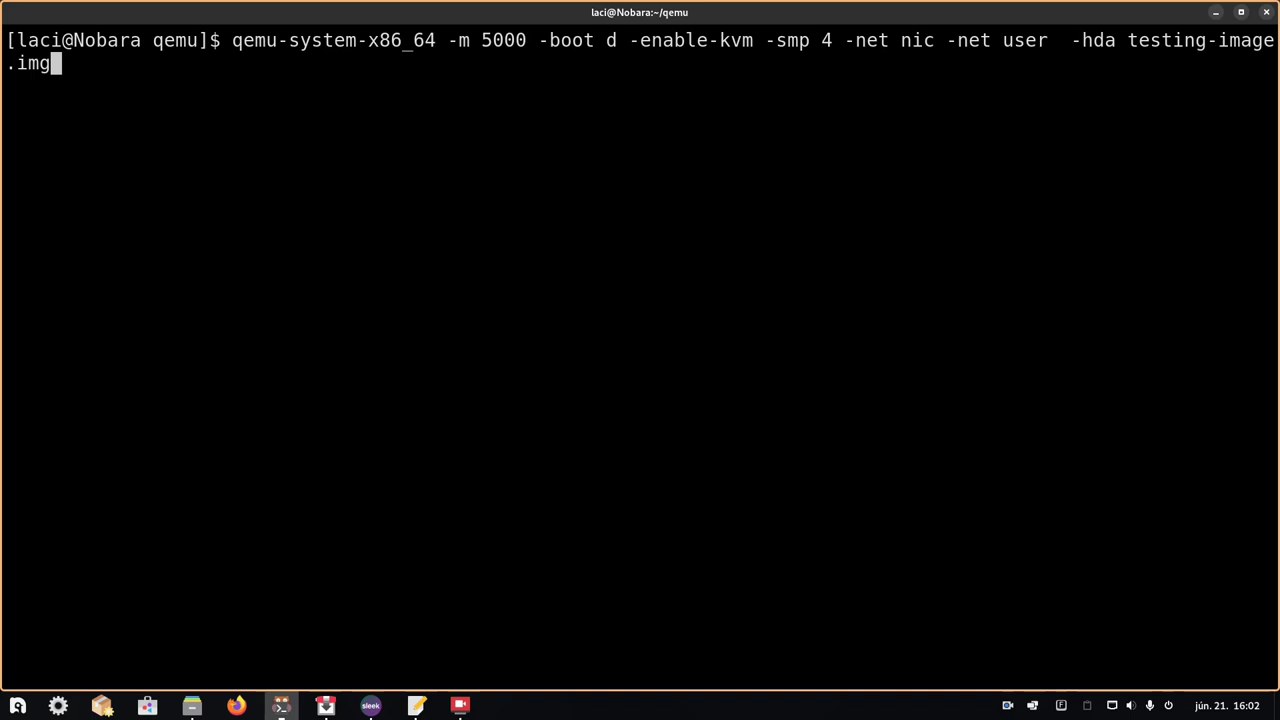 laci@Nobara:~/qemu
[laci@Nobara qemu]$ qemu-system-x86_64 -m 5000 -boot d -enable-kvm -smp 4 -net nic -net user  -hda testing-image
.img
sleek
jún. 21. 16:02